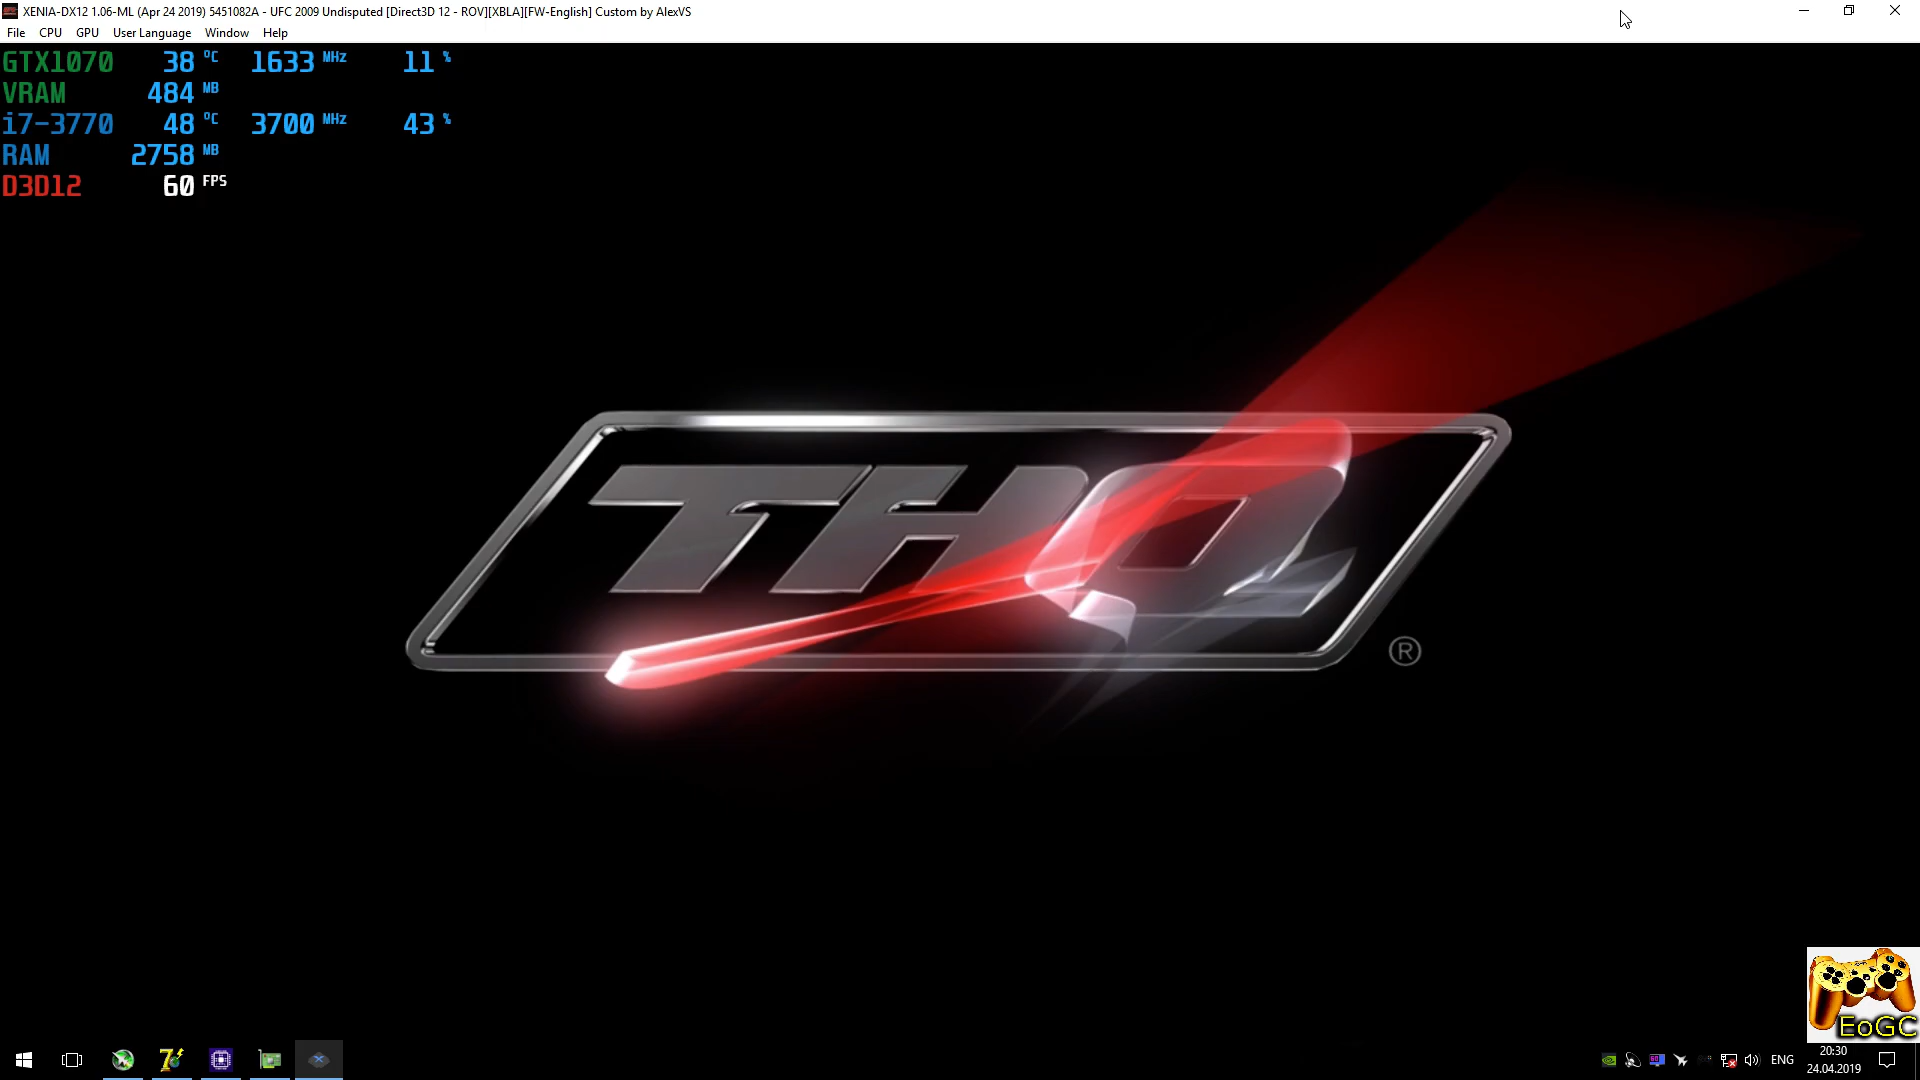 XENIA-DX12 1.06-ML (Apr 24 2019) 5451082A - UFC 2009 Undisputed [Direct3D 12 - ROV][XBLA][FW-English] Custom by AlexVS
File CPU GPU User Language Window Help
GTX1070 38 °C 1633 MHz 11 %
VRAM 484 MB
i7-3770 48 °C 3700 MHz 43 %
RAM 2758 MB
D3D12 60 FPS
THQ
®
EoGC
7
60
ENG
20:30
24.04.2019